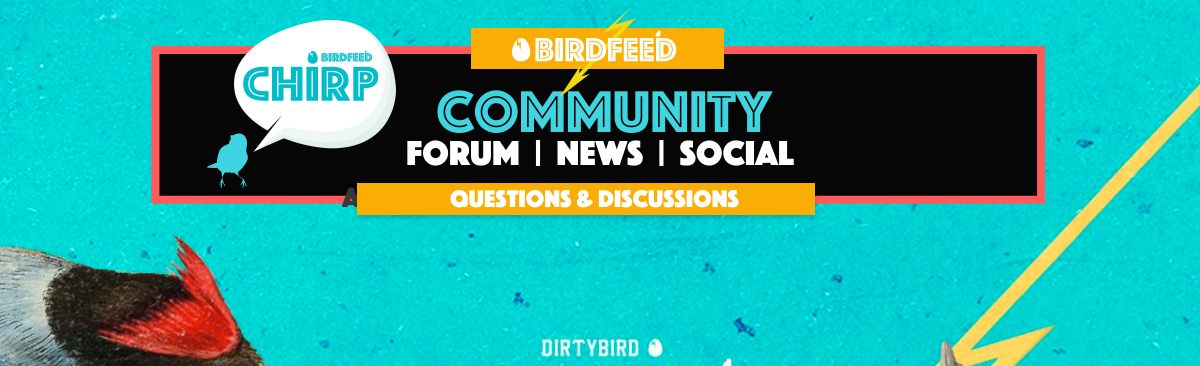 BIRDFEED
BIRDFEED
CHIRP
COMMUNITY
FORUM | NEWS | SOCIAL
QUESTIONS & DISCUSSIONS
DIRTYBIRD